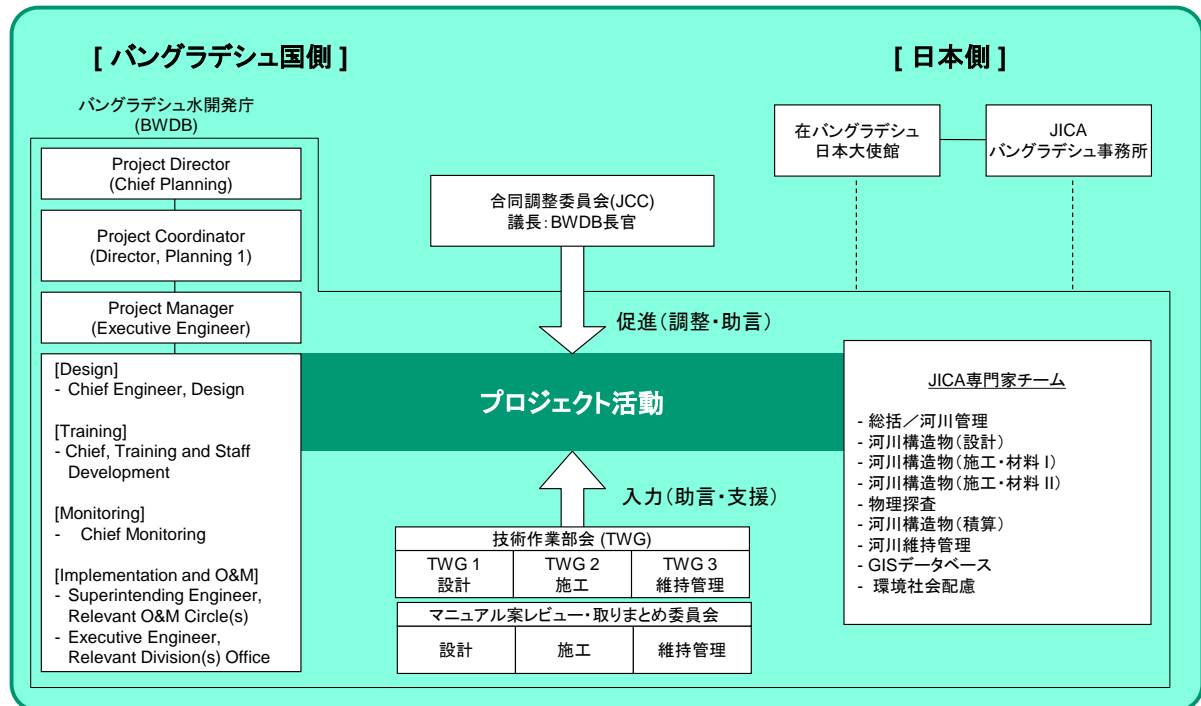 [ バングラデシュ国側 ]
[ 日本側 ]
バングラデシュ水開発庁
(BWDB)
Project Director
(Chief Planning)
Project Coordinator
(Director, Planning 1)
Project Manager
(Executive Engineer)
[Design]
- Chief Engineer, Design
[Training]
- Chief, Training and Staff
Development
[Monitoring]
- Chief Monitoring
[Implementation and O&M]
- Superintending Engineer,
Relevant O&M Circle(s)
- Executive Engineer,
Relevant Division(s) Office
合同調整委員会(JCC)
議長:BWDB長官
促進(調整・助言)
プロジェクト活動
入力(助言・支援)
技術作業部会 (TWG)
TWG 1
設計
TWG 2
施工
TWG 3
維持管理
マニュアル案レビュー・取りまとめ委員会
設計
施工
維持管理
在バングラデシュ
日本大使館
JICA
バングラデシュ事務所
JICA専門家チーム
- 総括/河川管理
- 河川構造物(設計)
- 河川構造物(施工・材料 I)
- 河川構造物(施工・材料 II)
- 物理探査
- 河川構造物(積算)
- 河川維持管理
- GISデータベース
- 環境社会配慮